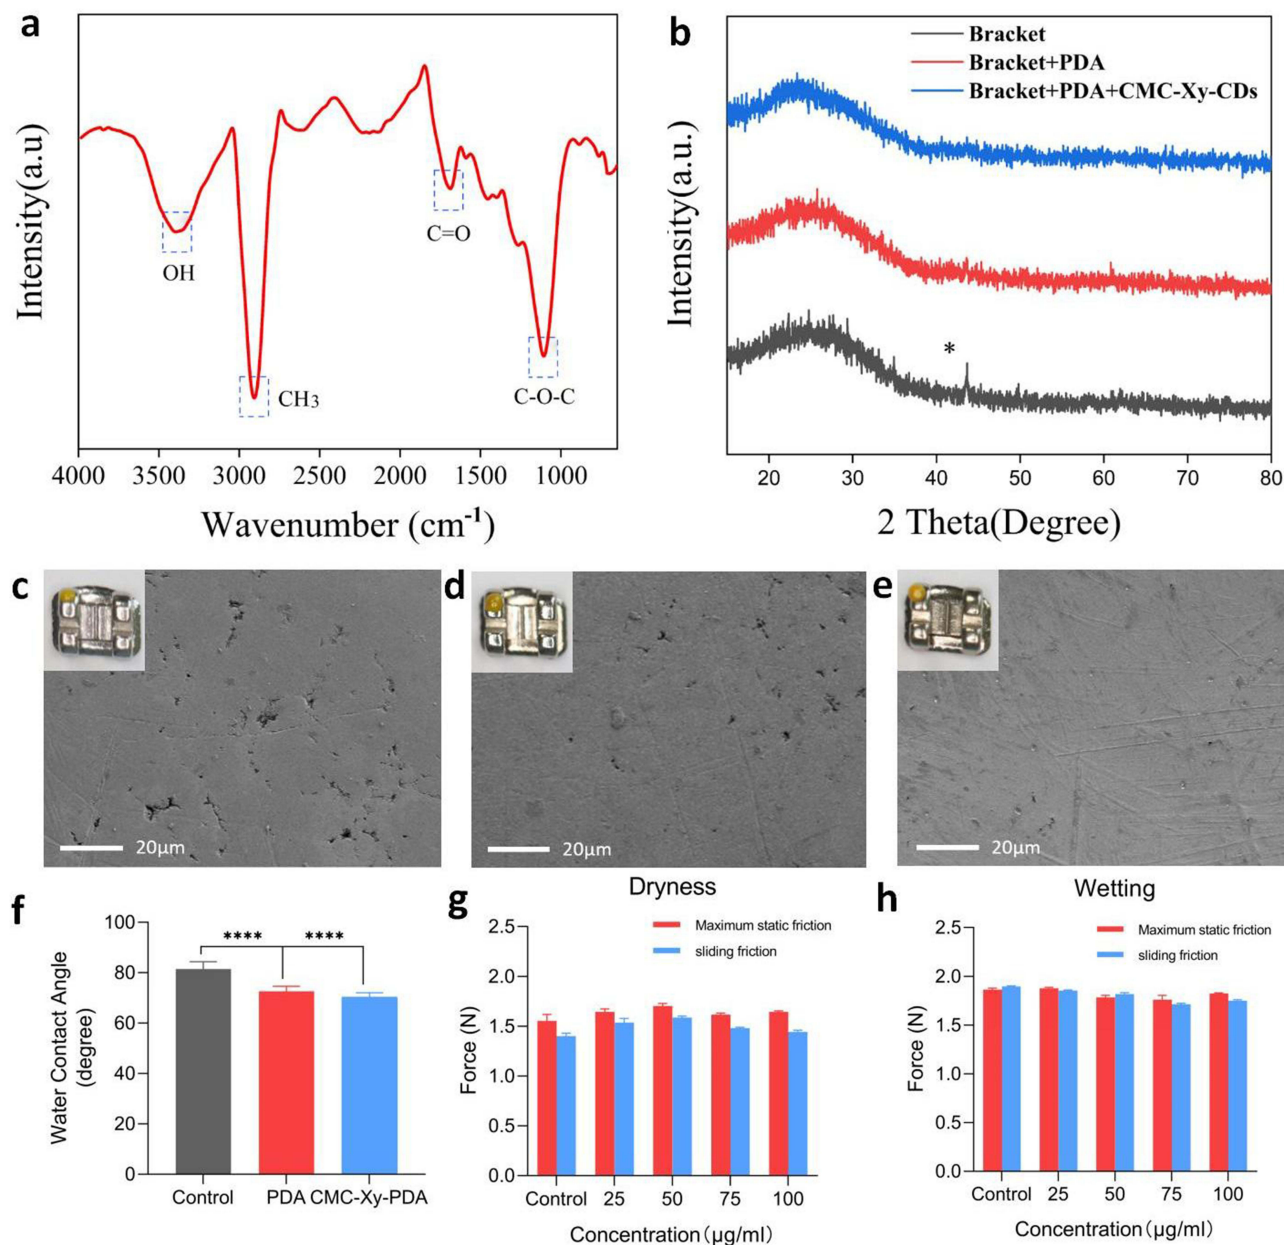 a
Intensity(a.u)
OH
CH3
C=O
C-O-C
4000 3500 3000 2500 2000 1500 1000
Wavenumber (cm-1)
b
Intensity(a.u.)
Bracket
Bracket+PDA
Bracket+PDA+CMC-Xy-CDs
*
20 30 40 50 60 70 80
2 Theta(Degree)
c
20μm
d
20μm
e
20μm
f
Water Contact Angle
(degree)
100
80
60
40
20
0
**** ****
Control PDA CMC-Xy-PDA
g
Dryness
Maximum static friction
sliding friction
Force (N)
2.5
2.0
1.5
1.0
0.5
0.0
Control 25 50 75 100
Concentration(μg/ml)
h
Wetting
Maximum static friction
sliding friction
Force (N)
2.5
2.0
1.5
1.0
0.5
0.0
Control 25 50 75 100
Concentration(μg/ml)